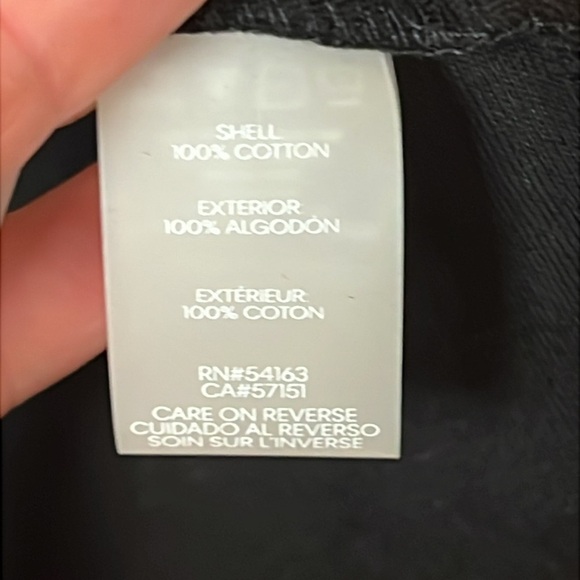 SHELL
100% COTTON
EXTERIOR
100% ALGODÒN
EXTÉRIEUR
100% COTON
RN#54163
CA#57151
CARE ON REVERSE
CUIDADO AL REVERSO
SOIN SUR L'INVERSE